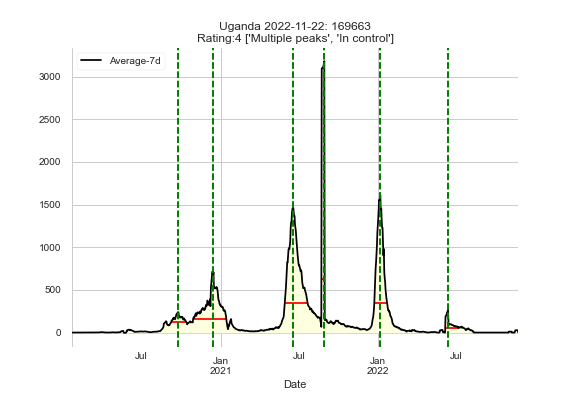 Uganda 2022-11-22: 169663
Rating:4 ['Multiple peaks', 'In control']
Average-7d
3000
2500
2000
1500
1000
500
0
Jul
Jan
2021
Jul
Jan
2022
Jul
Date